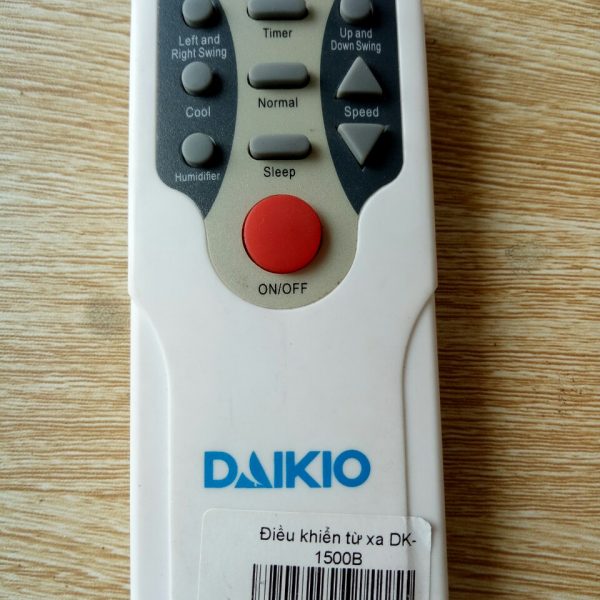 Left and
Right Swing
Timer
Up and
Down Swing
Cool
Normal
Speed
Humidifier
Sleep
ON/OFF
DAIKIO
Điều khiển từ xa DK-
1500B